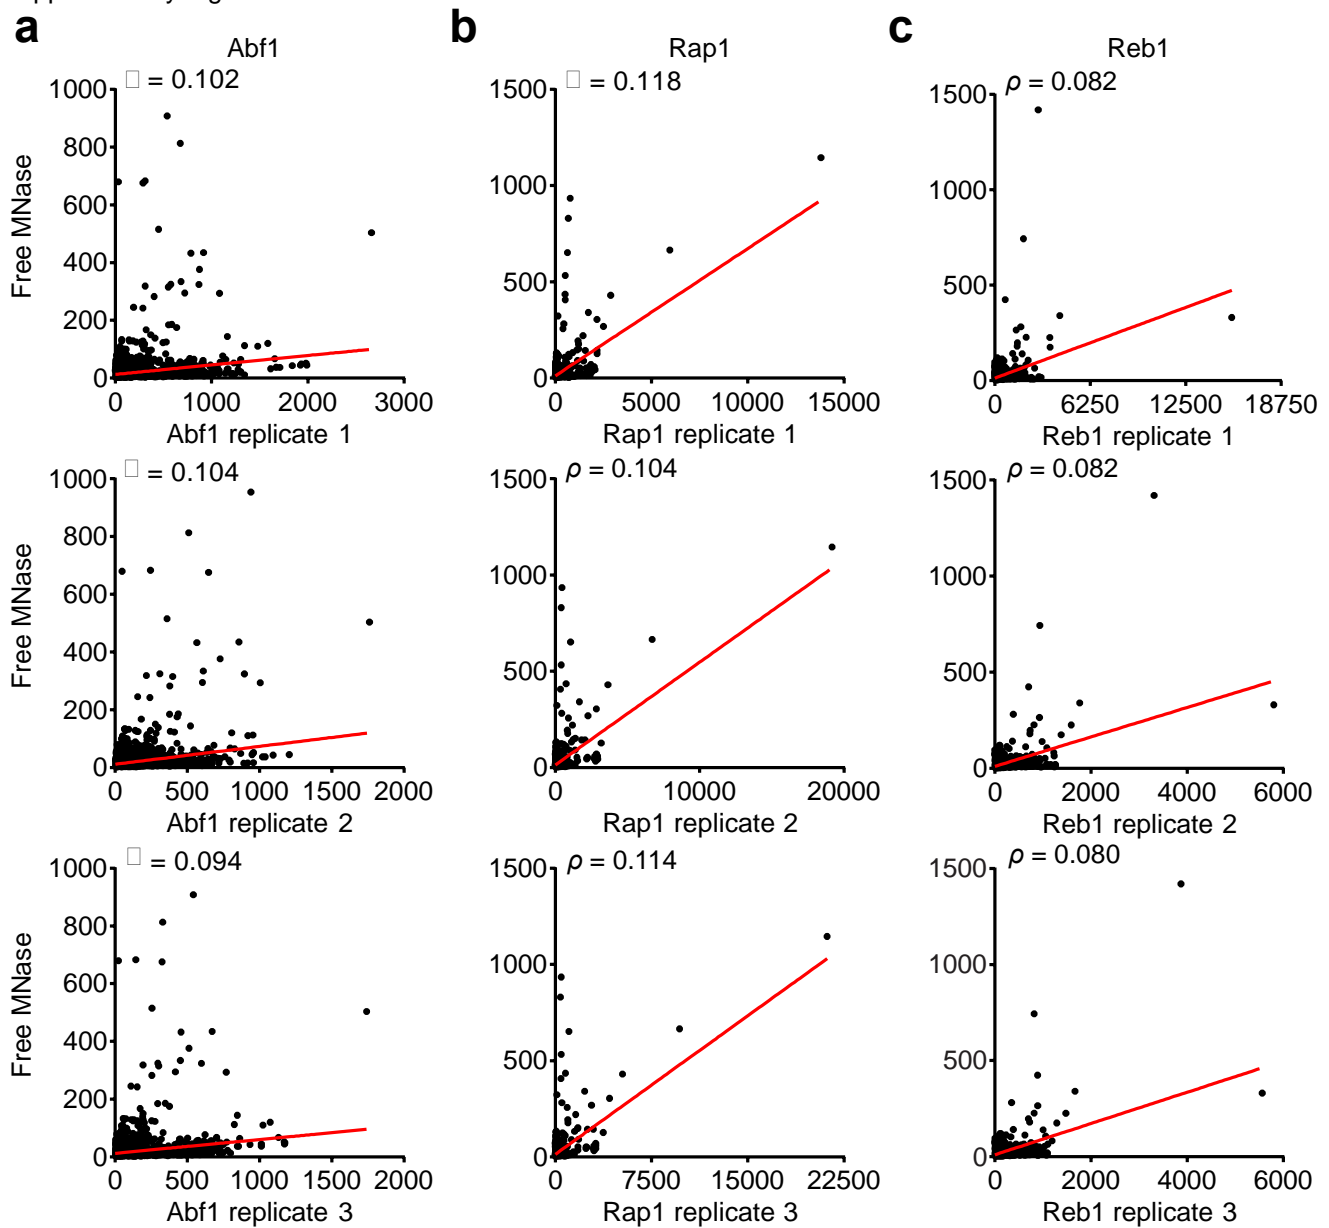 a
b
c
Abf1
Rap1
Reb1
□ = 0.102
□ = 0.118
ρ = 0.082
Free MNase
1000
800
600
400
200
0
0 1000 2000 3000
Abf1 replicate 1
1500
1000
500
0
0 5000 10000 15000
Rap1 replicate 1
1500
1000
500
0
0 6250 12500 18750
Reb1 replicate 1
□ = 0.104
ρ = 0.104
ρ = 0.082
Free MNase
1000
800
600
400
200
0
0 500 1000 1500 2000
Abf1 replicate 2
1500
1000
500
0
0 10000 20000
Rap1 replicate 2
1500
1000
500
0
0 2000 4000 6000
Reb1 replicate 2
□ = 0.094
ρ = 0.114
ρ = 0.080
Free MNase
1000
800
600
400
200
0
0 500 1000 1500 2000
Abf1 replicate 3
1500
1000
500
0
0 7500 15000 22500
Rap1 replicate 3
1500
1000
500
0
0 2000 4000 6000
Reb1 replicate 3